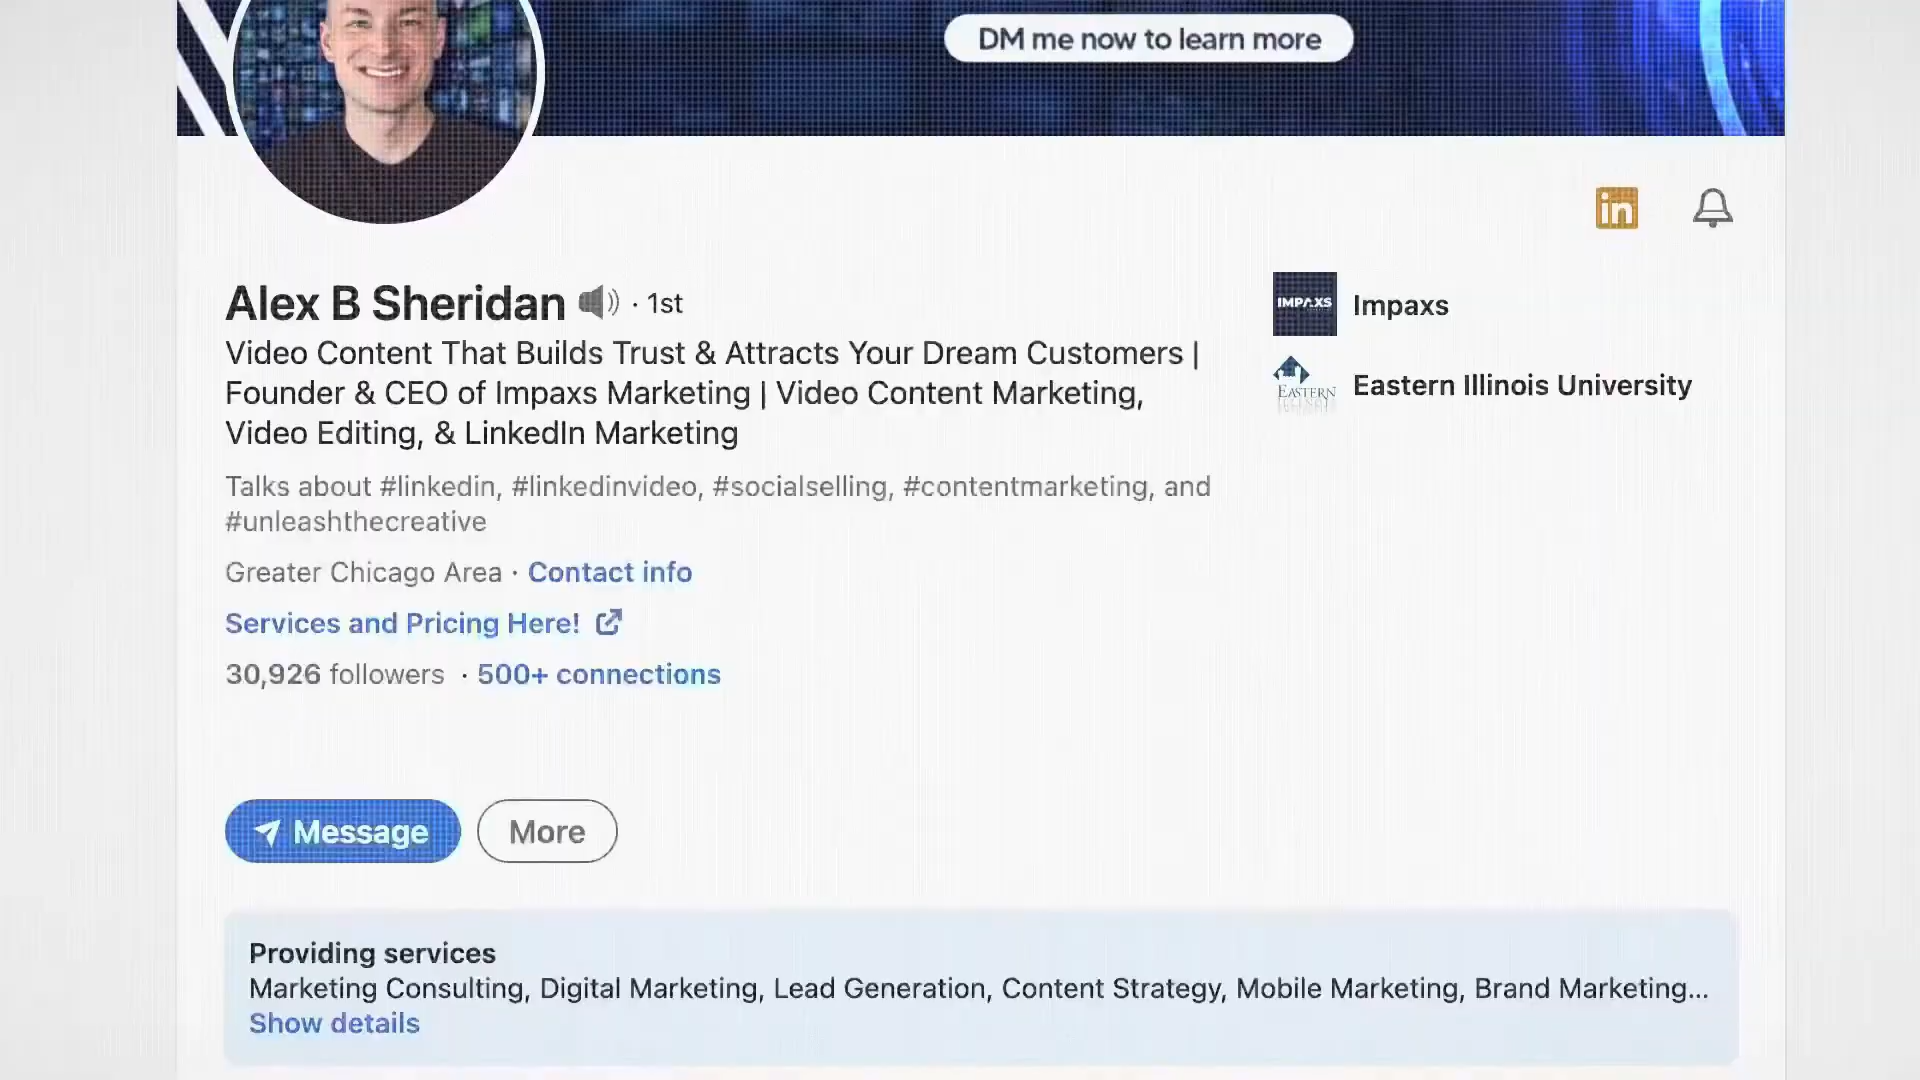 DM me now to learn more
in
Alex B Sheridan · 1st
IMPAXS
Impaxs
Video Content That Builds Trust & Attracts Your Dream Customers |
Founder & CEO of Impaxs Marketing | Video Content Marketing,
Video Editing, & LinkedIn Marketing
EASTERN
Eastern Illinois University
Talks about #linkedin, #linkedinvideo, #socialselling, #contentmarketing, and
#unleashthecreative
Greater Chicago Area · Contact info
Services and Pricing Here!
30,926 followers · 500+ connections
Message
More
Providing services
Marketing Consulting, Digital Marketing, Lead Generation, Content Strategy, Mobile Marketing, Brand Marketing...
Show details